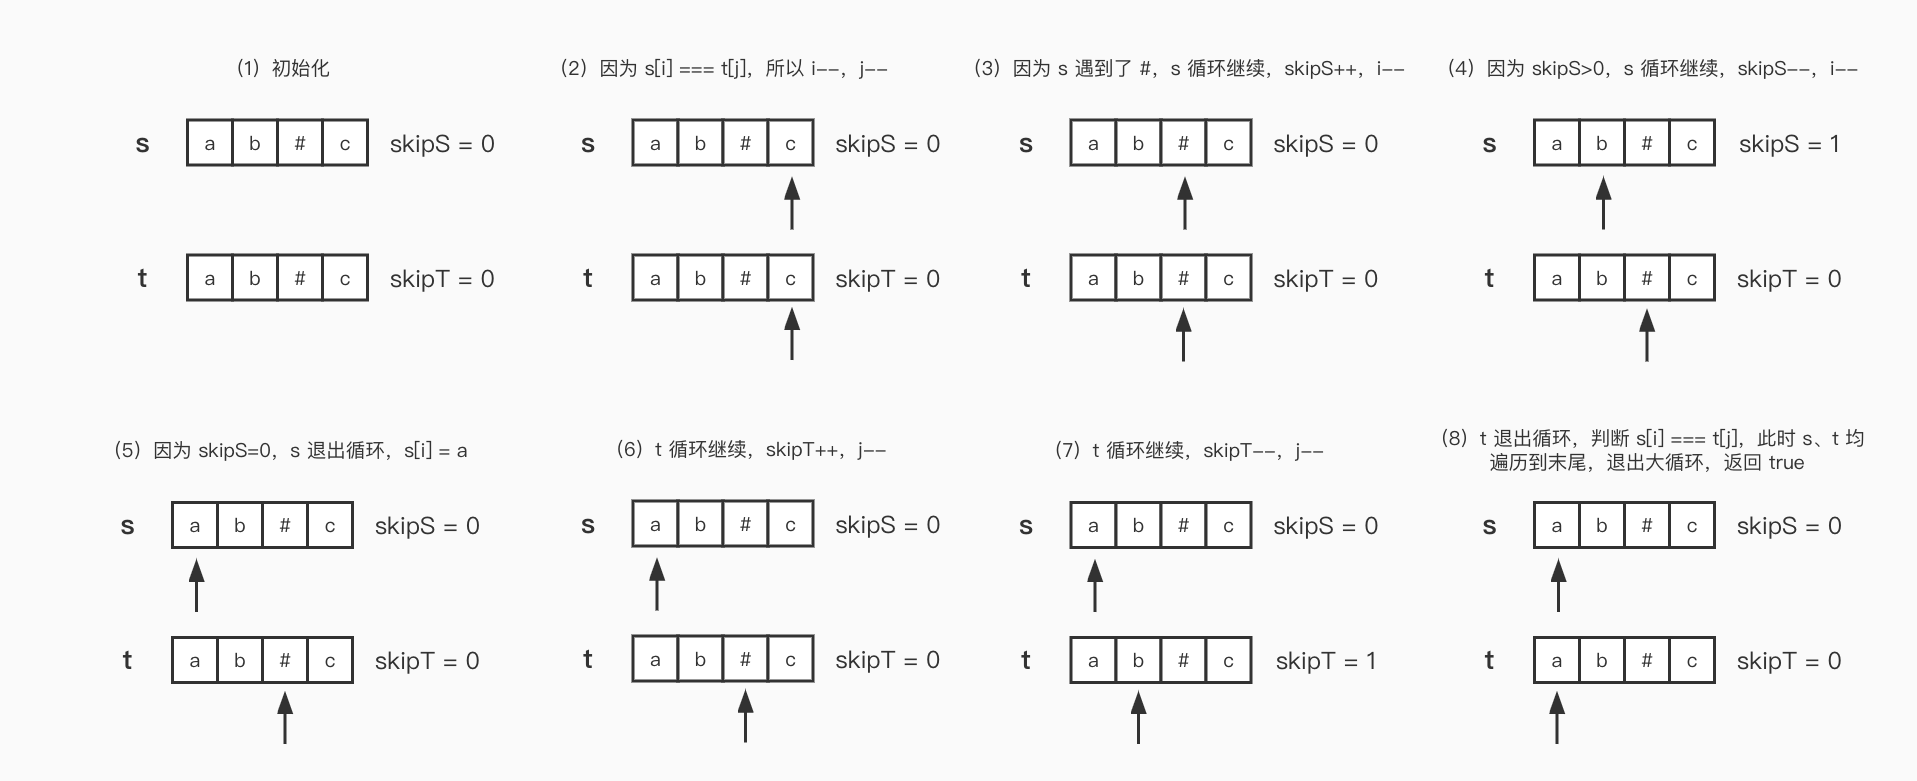 （1）初始化
s a b # c skipS = 0
t a b # c skipT = 0
（2）因为 s[i] === t[j]，所以 i--，j--
s a b # c skipS = 0
t a b # c skipT = 0
（3）因为 s 遇到了 #，s 循环继续，skipS++，i--
s a b # c skipS = 0
t a b # c skipT = 0
（4）因为 skipS>0，s 循环继续，skipS--，i--
s a b # c skipS = 1
t a b # c skipT = 0
（5）因为 skipS=0，s 退出循环，s[i] = a
s a b # c skipS = 0
t a b # c skipT = 0
（6）t 循环继续，skipT++，j--
s a b # c skipS = 0
t a b # c skipT = 0
（7）t 循环继续，skipT--，j--
s a b # c skipS = 0
t a b # c skipT = 1
（8）t 退出循环，判断 s[i] === t[j]，此时 s、t 均
遍历到末尾，退出大循环，返回 true
s a b # c skipS = 0
t a b # c skipT = 0